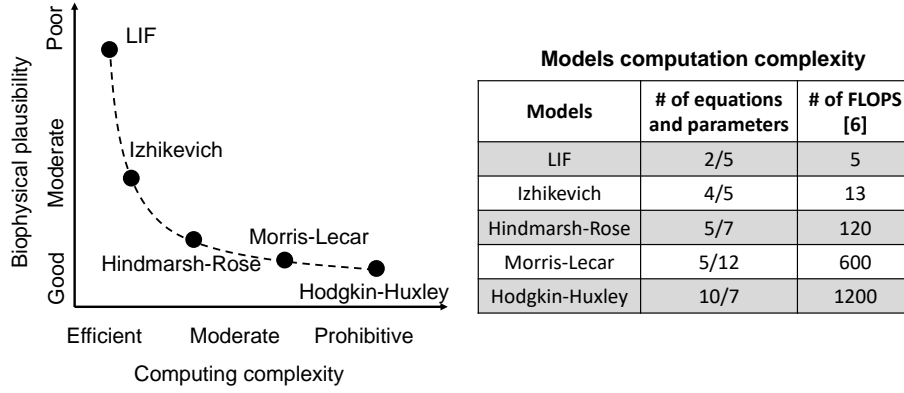 Poor
Moderate
Good
Biophysical plausibility
LIF
Izhikevich
Hindmarsh-Rose
Morris-Lecar
Hodgkin-Huxley
Efficient Moderate Prohibitive
Computing complexity
Models computation complexity
Models # of equations and parameters # of FLOPS [6]
LIF 2/5 5
Izhikevich 4/5 13
Hindmarsh-Rose 5/7 120
Morris-Lecar 5/12 600
Hodgkin-Huxley 10/7 1200